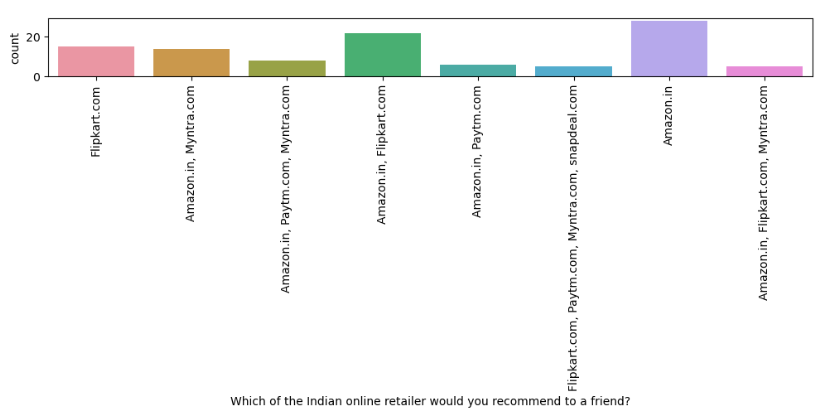 count
20
0
Flipkart.com
Amazon.in, Myntra.com
Amazon.in, Paytm.com, Myntra.com
Amazon.in, Flipkart.com
Amazon.in, Paytm.com
Flipkart.com, Paytm.com, Myntra.com, snapdeal.com
Amazon.in
Amazon.in, Flipkart.com, Myntra.com
Which of the Indian online retailer would you recommend to a friend?